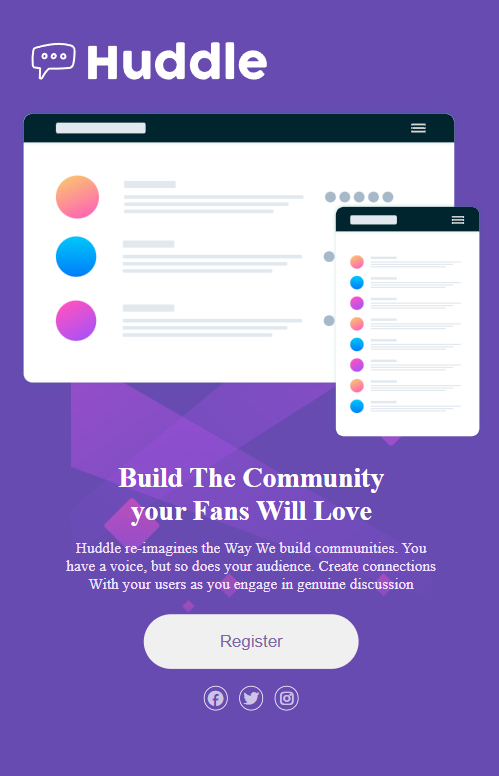 Huddle
Build The Community
your Fans Will Love
Huddle re-imagines the Way We build communities. You
have a voice, but so does your audience. Create connections
With your users as you engage in genuine discussion
Register